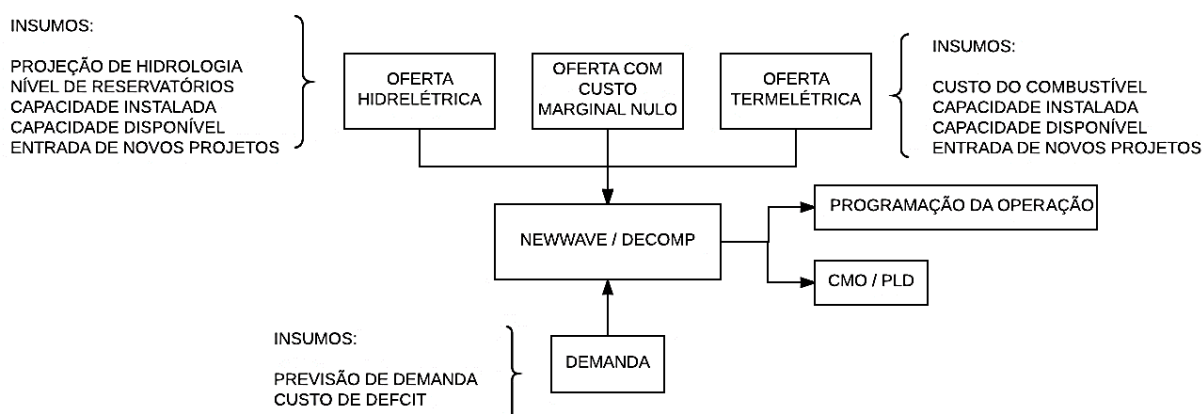 INSUMOS:
PROJEÇÃO DE HIDROLOGIA
NÍVEL DE RESERVATÓRIOS
CAPACIDADE INSTALADA
CAPACIDADE DISPONÍVEL
ENTRADA DE NOVOS PROJETOS
OFERTA
HIDRELÉTRICA
OFERTA COM
CUSTO
MARGINAL NULO
OFERTA
TERMELÉTRICA
INSUMOS:
CUSTO DO COMBUSTÍVEL
CAPACIDADE INSTALADA
CAPACIDADE DISPONÍVEL
ENTRADA DE NOVOS PROJETOS
NEWWAVE / DECOMP
PROGRAMAÇÃO DA OPERAÇÃO
CMO / PLD
INSUMOS:
PREVISÃO DE DEMANDA
CUSTO DE DEFCIT
DEMANDA